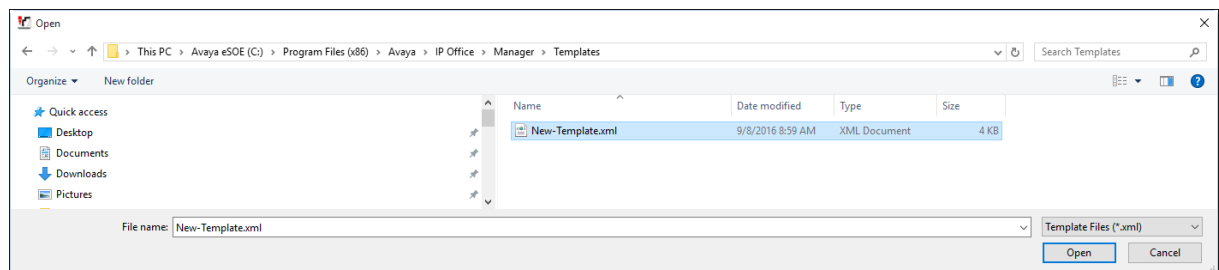 Open
This PC > Avaya eSOE (C:) > Program Files (x86) > Avaya > IP Office > Manager > Templates
Search Templates
Organize
New folder
Name
Date modified
Type
Size
Quick access
New-Template.xml
9/8/2016 8:59 AM
XML Document
4 KB
Desktop
Documents
Downloads
Pictures
File name:
New-Template.xml
Template Files (*.xml)
Open
Cancel